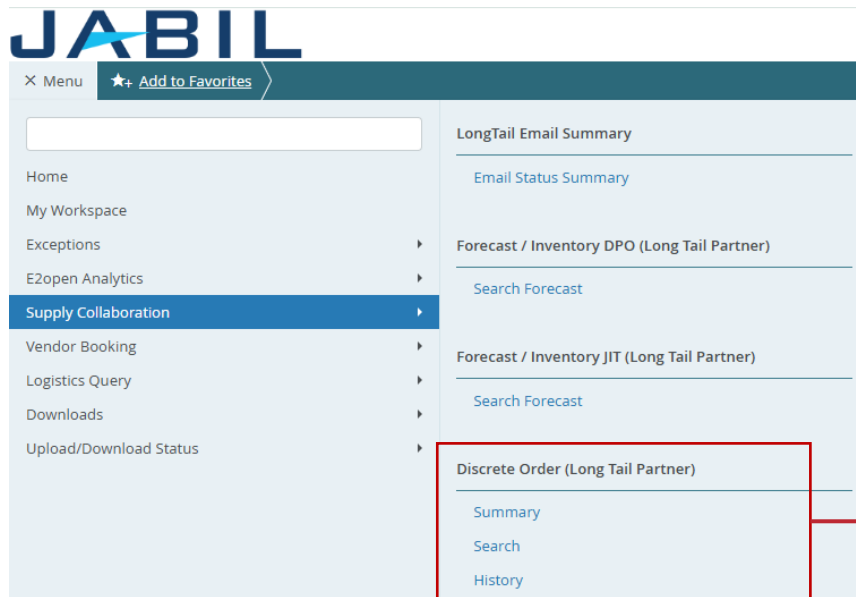 JABIL
Menu
Add to Favorites
Home
My Workspace
Exceptions
E2open Analytics
Supply Collaboration
Vendor Booking
Logistics Query
Downloads
Upload/Download Status
LongTail Email Summary
Email Status Summary
Forecast / Inventory DPO (Long Tail Partner)
Search Forecast
Forecast / Inventory JIT (Long Tail Partner)
Search Forecast
Discrete Order (Long Tail Partner)
Summary
Search
History